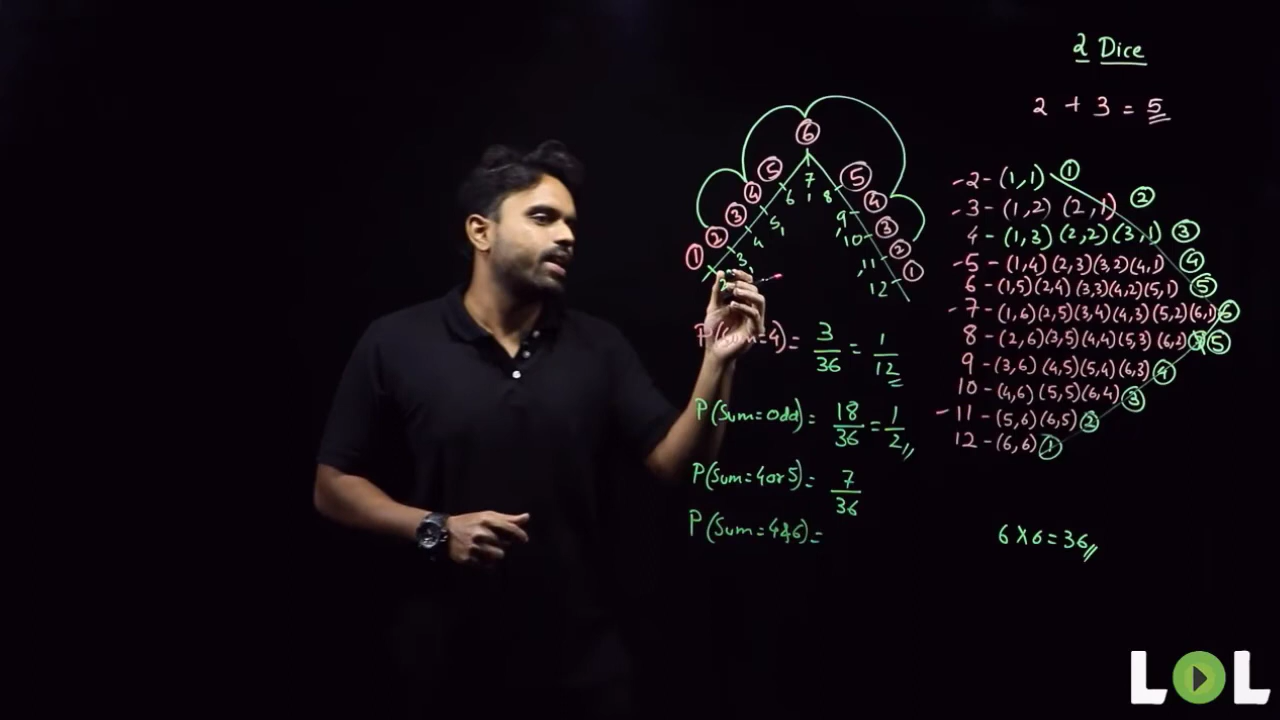 2 Dice
2 + 3 = 5
6
5 5
4 4
3 3
2 2
1 1
7
6 8
5, 9
4 10
3 11
2 12
P(Sum=4)= 3/36 = 1/12
P(Sum=odd)= 18/36 = 1/2
P(Sum=4or5)= 7/36
P(Sum=4&6)=
2 - (1,1) 1
3 - (1,2) (2,1) 2
4 - (1,3) (2,2) (3,1) 3
5 - (1,4) (2,3) (3,2) (4,1) 4
6 - (1,5) (2,4) (3,3) (4,2) (5,1) 5
7 - (1,6) (2,5) (3,4) (4,3) (5,2) (6,1) 6
8 - (2,6) (3,5) (4,4) (5,3) (6,2) 5
9 - (3,6) (4,5) (5,4) (6,3) 4
10 - (4,6) (5,5) (6,4) 3
11 - (5,6) (6,5) 2
12 - (6,6) 1
6 X 6 = 36
LOL